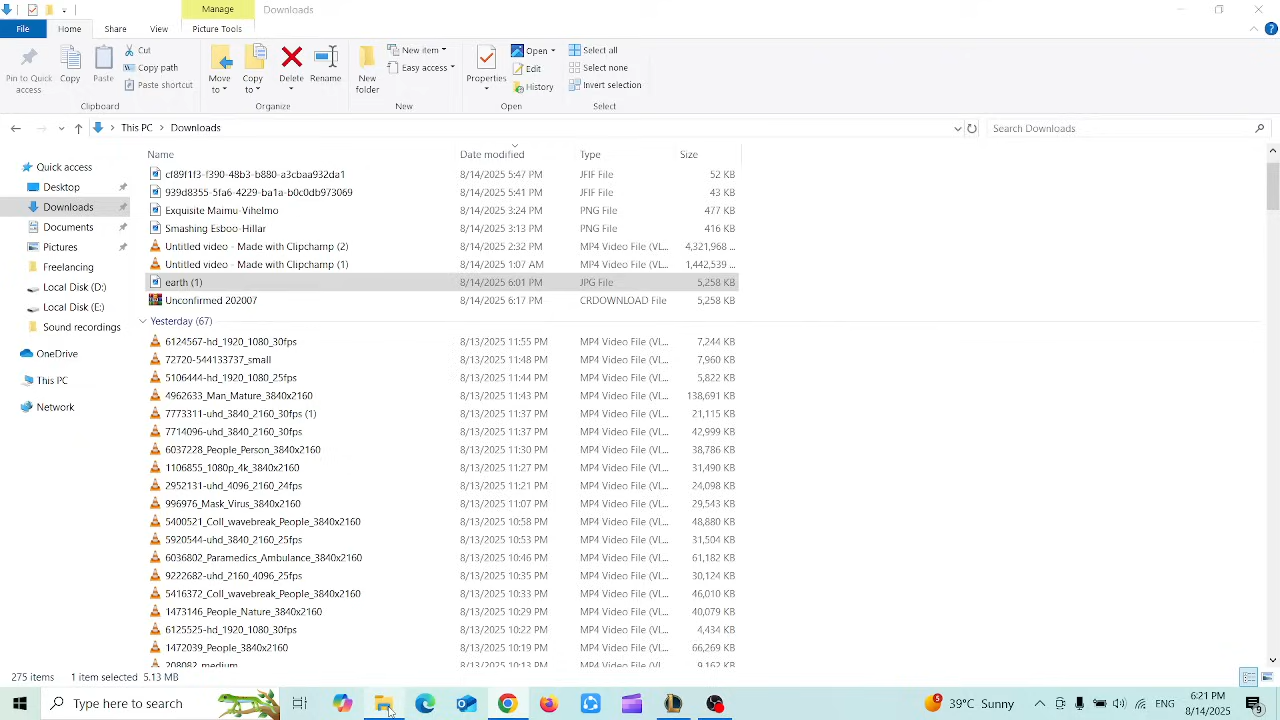 Manage Downloads
File Home Share View Picture Tools
Pin to Quick access
Copy
Paste
Cut
Copy path
Paste shortcut
Clipboard
Move to
Copy to
Delete
Rename
Organize
New folder
New item
Easy access
New
Properties
Open
Edit
History
Open
Select all
Select none
Invert selection
Select
This PC Downloads
Search Downloads
Quick access
Desktop
Downloads
Documents
Pictures
Freelancing
Local Disk (D:)
Local Disk (E:)
Sound recordings
OneDrive
This PC
Network
Name Date modified Type Size
cf89f1f3-f390-48b3-b880-a3cbaa932da1 8/14/2025 5:47 PM JFIF File 52 KB
939d8355-5fa6-4229-ba1a-b0c0db973069 8/14/2025 5:41 PM JFIF File 43 KB
Exquisite Maimu-Vihelmo 8/14/2025 3:24 PM PNG File 477 KB
Smashing Esboo-Hillar 8/14/2025 3:13 PM PNG File 416 KB
Untitled video - Made with Clipchamp (2) 8/14/2025 2:32 PM MP4 Video File (VL... 4,321,968 ...
Untitled video - Made with Clipchamp (1) 8/14/2025 1:07 AM MP4 Video File (VL... 1,442,539 ...
earth (1) 8/14/2025 6:01 PM JPG File 5,258 KB
Unconfirmed 202007 8/14/2025 6:17 PM CRDOWNLOAD File 5,258 KB
Yesterday (67)
6124567-hd_1920_1080_30fps 8/13/2025 11:55 PM MP4 Video File (VL... 7,244 KB
72720-544133737_small 8/13/2025 11:48 PM MP4 Video File (VL... 7,960 KB
5106444-hd_1920_1080_25fps 8/13/2025 11:44 PM MP4 Video File (VL... 5,822 KB
4962633_Man_Mature_3840x2160 8/13/2025 11:43 PM MP4 Video File (VL... 138,691 KB
7773311-uhd_3840_2160_30fps (1) 8/13/2025 11:37 PM MP4 Video File (VL... 21,115 KB
7714096-uhd_3840_2160_30fps 8/13/2025 11:37 PM MP4 Video File (VL... 42,999 KB
6037228_People_Person_3840x2160 8/13/2025 11:30 PM MP4 Video File (VL... 38,786 KB
1106855_1080p_4k_3840x2160 8/13/2025 11:27 PM MP4 Video File (VL... 31,490 KB
2952131-uhd_4096_2160_24fps 8/13/2025 11:21 PM MP4 Video File (VL... 24,098 KB
996976_Mask_Virus_3840x2160 8/13/2025 11:07 PM MP4 Video File (VL... 29,543 KB
5400521_Coll_wavebreak_People_3840x2160 8/13/2025 10:58 PM MP4 Video File (VL... 48,880 KB
5920544-uhd_3840_2160_25fps 8/13/2025 10:53 PM MP4 Video File (VL... 31,504 KB
6036802_Paramedics_Ambulance_3840x2160 8/13/2025 10:46 PM MP4 Video File (VL... 61,182 KB
9222682-uhd_2160_4096_25fps 8/13/2025 10:35 PM MP4 Video File (VL... 30,124 KB
5416372_Coll_wavebreak_People_3840x2160 8/13/2025 10:33 PM MP4 Video File (VL... 46,010 KB
1473146_People_Nature_3840x2160 8/13/2025 10:29 PM MP4 Video File (VL... 40,079 KB
6125525-hd_1920_1080_30fps 8/13/2025 10:22 PM MP4 Video File (VL... 4,434 KB
1472039_People_3840x2160 8/13/2025 10:19 PM MP4 Video File (VL... 66,269 KB
208082_medium 8/13/2025 10:13 PM MP4 Video File (VL... 9,162 KB
275 items 1 item selected 5.13 MB
Type here to search
8
39°C Sunny
ENG
6:21 PM
8/14/2025
9